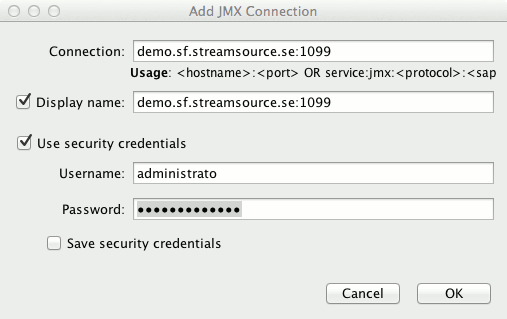 Add JMX Connection
Connection: demo.sf.streamsource.se:1099
Usage: <hostname>:<port> OR service:jmx:<protocol>:<sap
Display name: demo.sf.streamsource.se:1099
Use security credentials
Username: administrato
Password: •••••••••••••
Save security credentials
Cancel OK